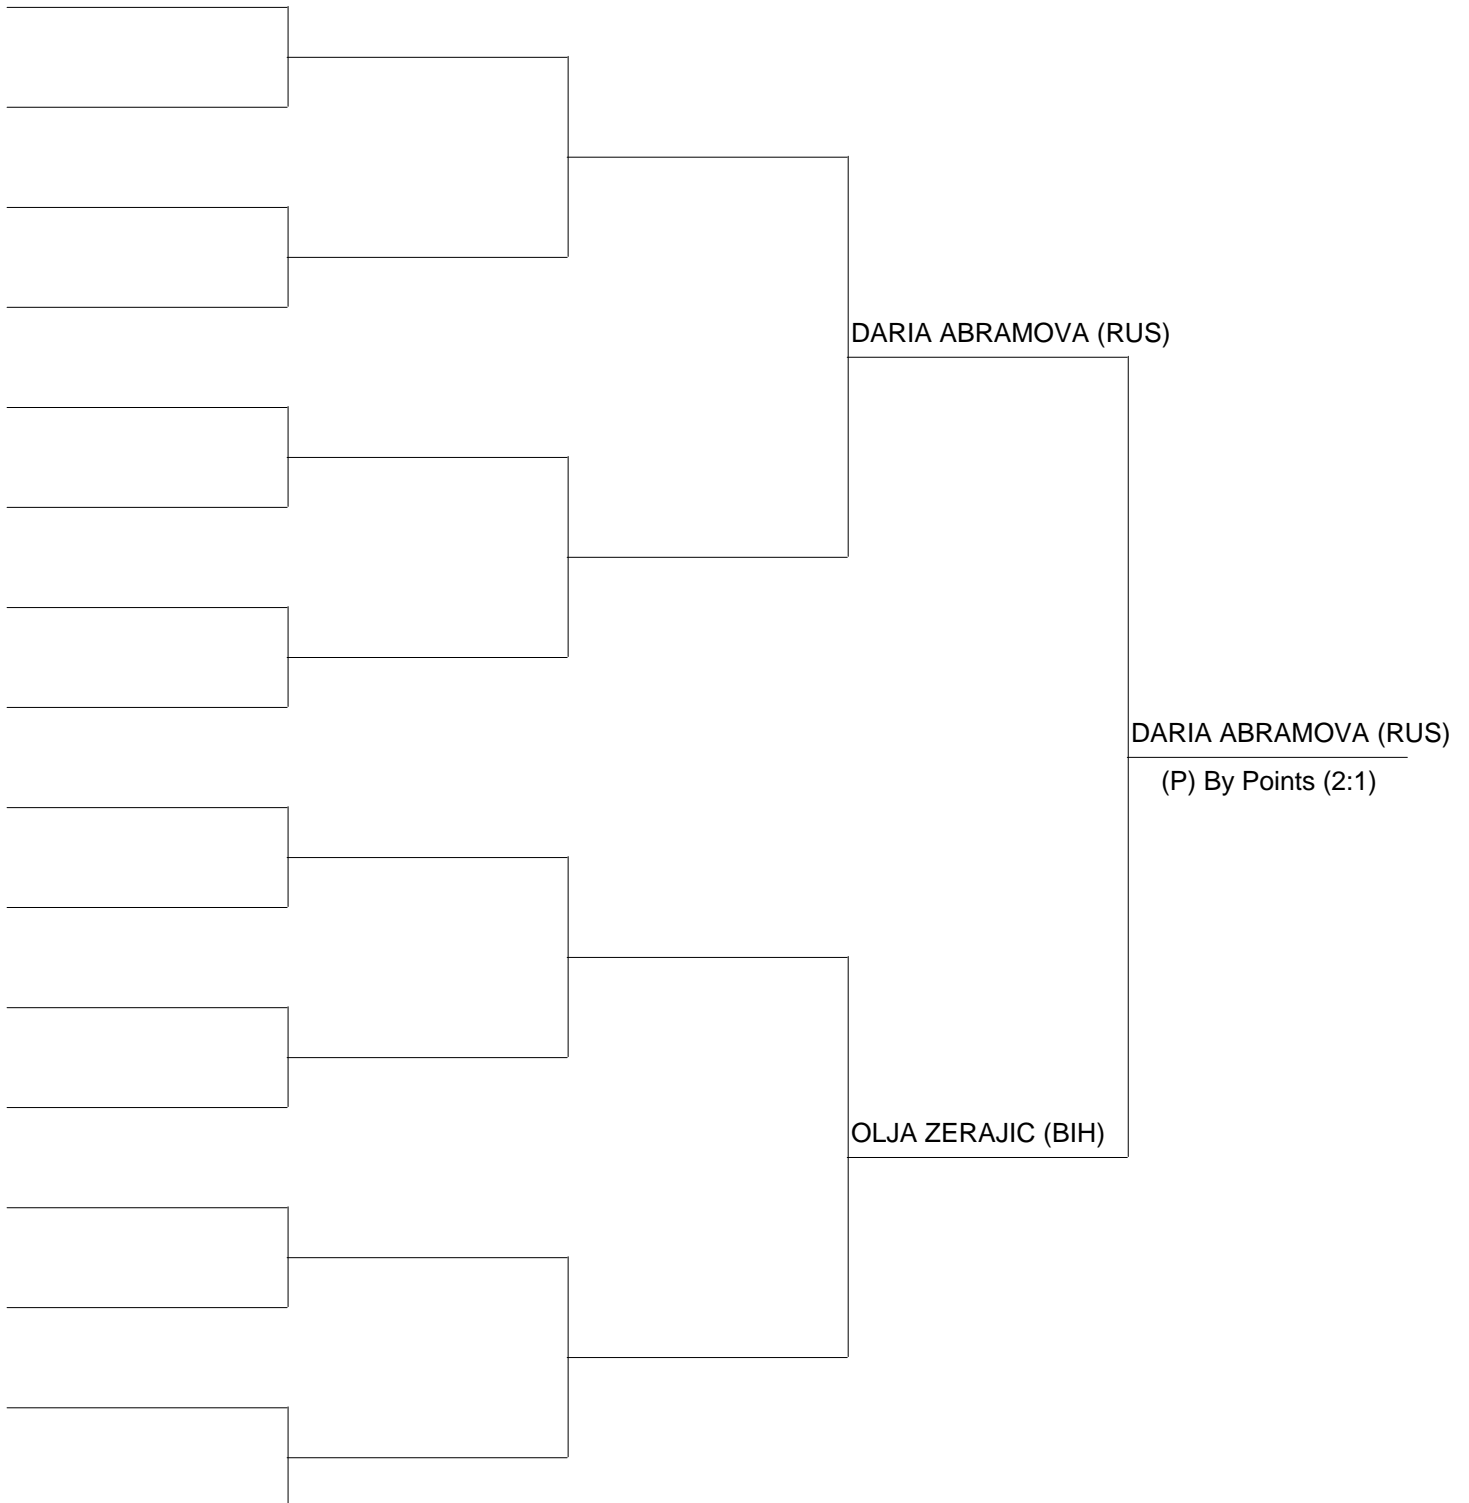 DARIA ABRAMOVA (RUS)
DARIA ABRAMOVA (RUS)
(P) By Points (2:1)
OLJA ZERAJIC (BIH)